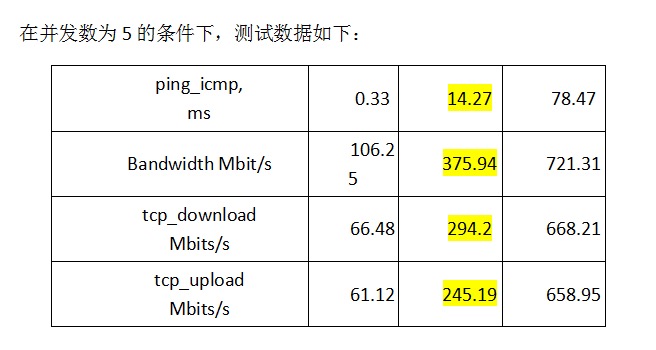 在并发数为 5 的条件下，测试数据如下：
ping_icmp, 
ms 0.33 14.27 78.47
Bandwidth Mbit/s 106.2
5 375.94 721.31
tcp_download
Mbits/s 66.48 294.2 668.21
tcp_upload
Mbits/s 61.12 245.19 658.95